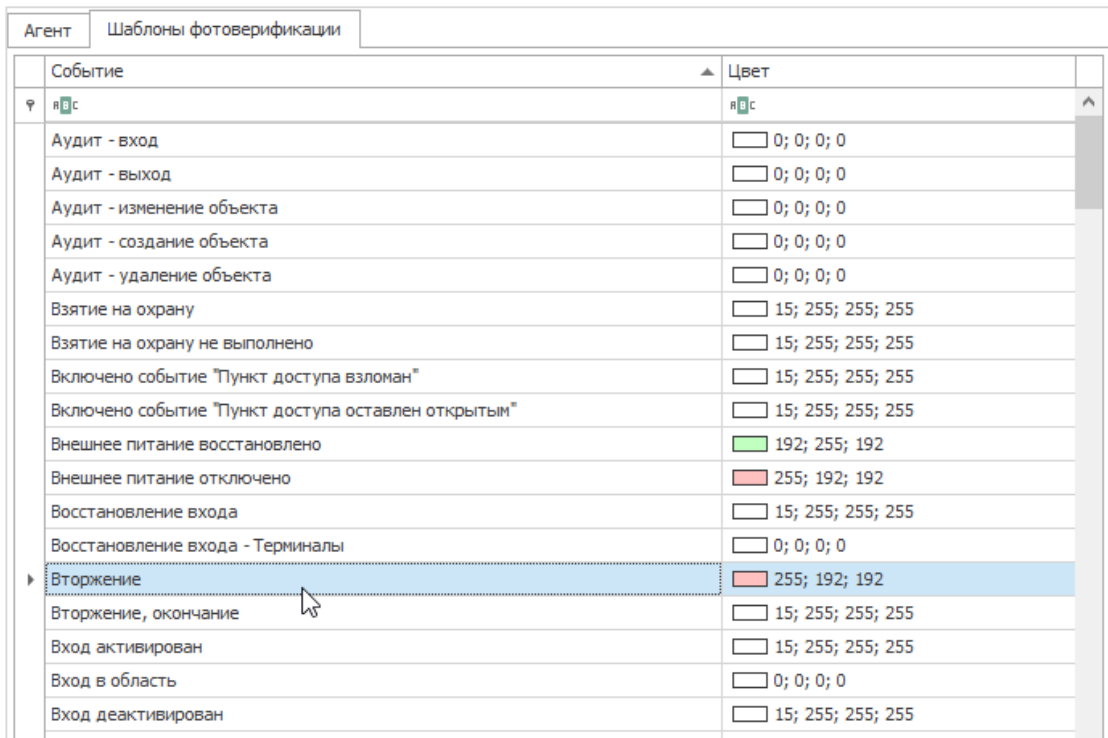 Агент Шаблоны фотоверификации
Событие Цвет
ABC ABC
Аудит - вход 0; 0; 0; 0
Аудит - выход 0; 0; 0; 0
Аудит - изменение объекта 0; 0; 0; 0
Аудит - создание объекта 0; 0; 0; 0
Аудит - удаление объекта 0; 0; 0; 0
Взятие на охрану 15; 255; 255; 255
Взятие на охрану не выполнено 15; 255; 255; 255
Включено событие "Пункт доступа взломан" 15; 255; 255; 255
Включено событие "Пункт доступа оставлен открытым" 15; 255; 255; 255
Внешнее питание восстановлено 192; 255; 192
Внешнее питание отключено 255; 192; 192
Восстановление входа 15; 255; 255; 255
Восстановление входа - Терминалы 0; 0; 0; 0
Вторжение 255; 192; 192
Вторжение, окончание 15; 255; 255; 255
Вход активирован 15; 255; 255; 255
Вход в область 0; 0; 0; 0
Вход деактивирован 15; 255; 255; 255